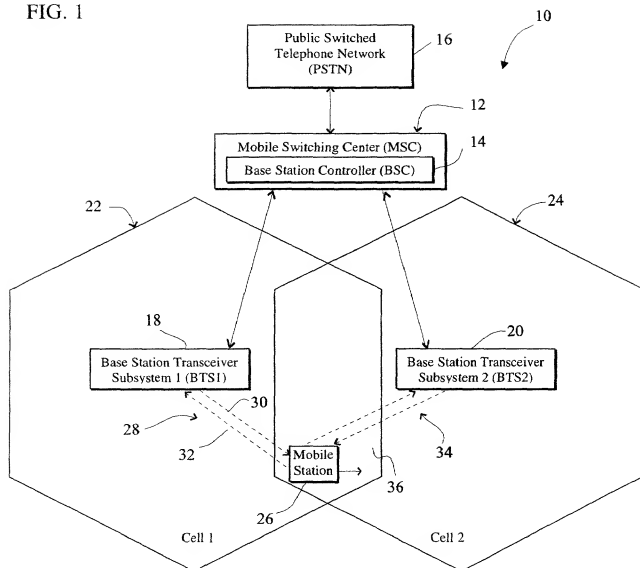 FIG. 1
10
Public Switched
Telephone Network
(PSTN)
16
12
Mobile Switching Center (MSC)
14
Base Station Controller (BSC)
22
24
18
20
Base Station Transceiver
Subsystem 1 (BTS1)
Base Station Transceiver
Subsystem 2 (BTS2)
30
28
32
34
Mobile
Station
36
26
Cell 1
Cell 2